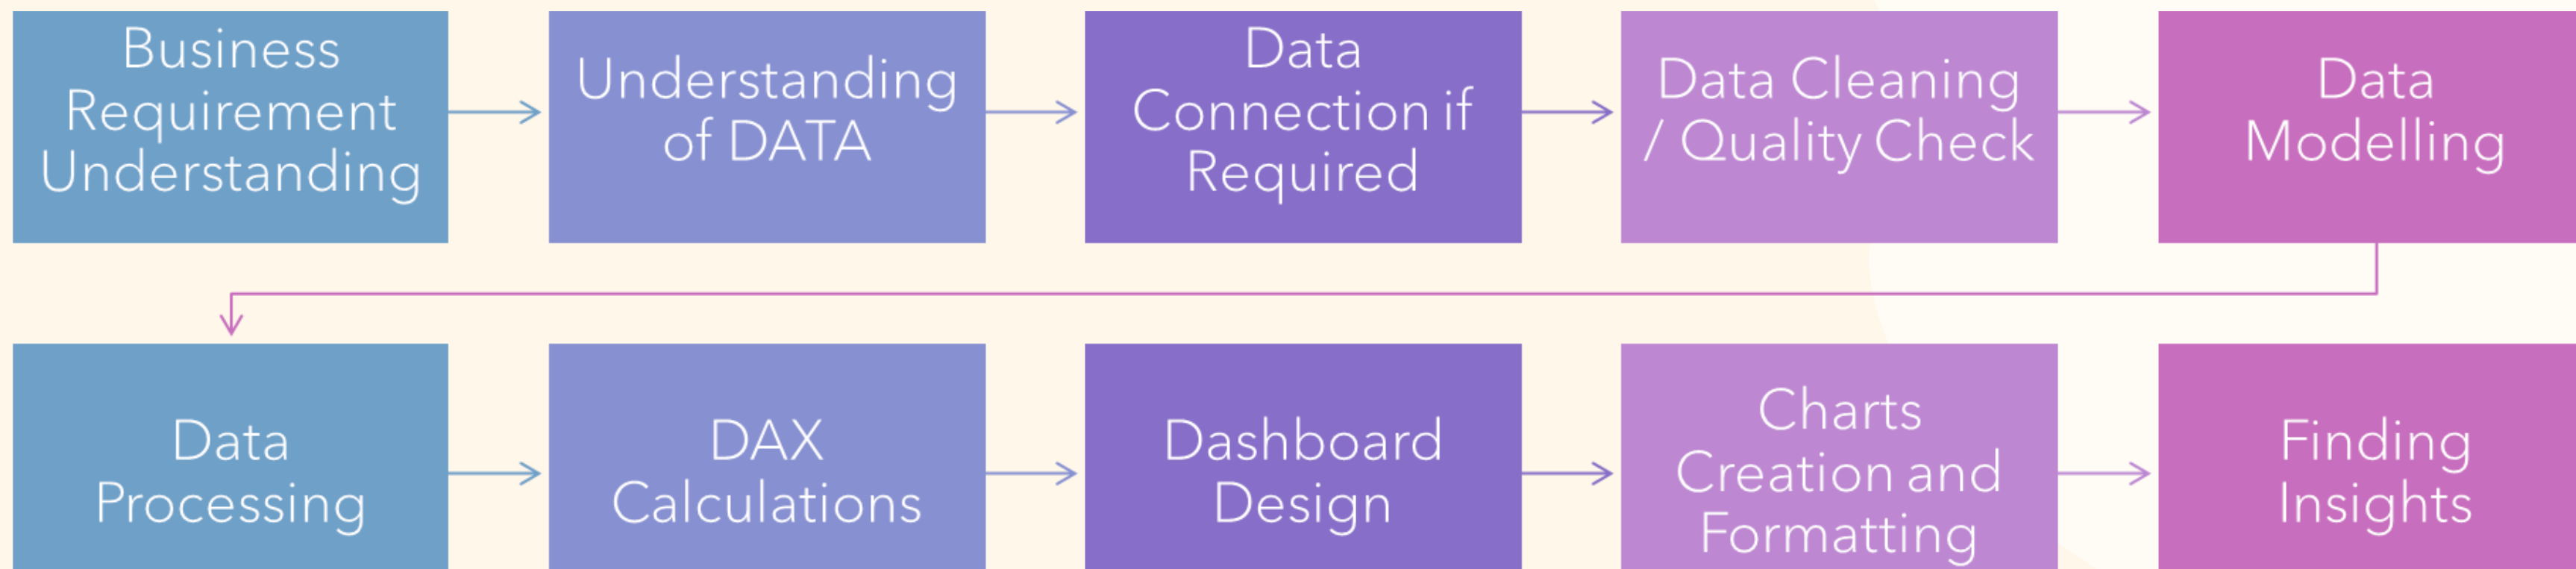 Business
Requirement
Understanding
Understanding
of DATA
Data
Connection if
Required
Data Cleaning
/ Quality Check
Data
Modelling
Data
Processing
DAX
Calculations
Dashboard
Design
Charts
Creation and
Formatting
Finding
Insights